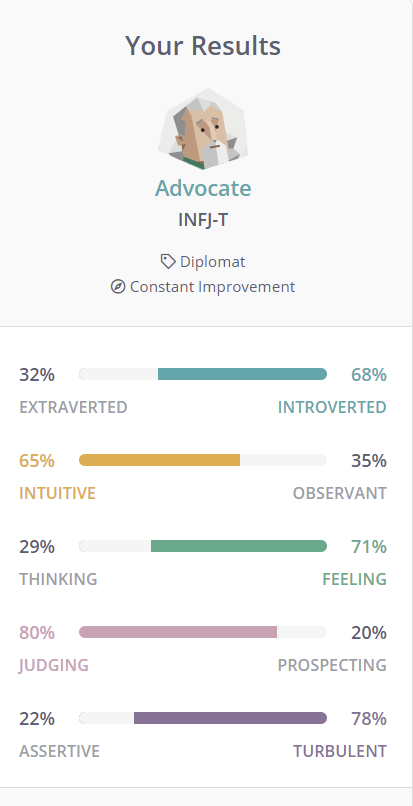 Your Results
Advocate
INFJ-T
Diplomat
Constant Improvement
32% 68%
EXTRAVERTED INTROVERTED
65% 35%
INTUITIVE OBSERVANT
29% 71%
THINKING FEELING
80% 20%
JUDGING PROSPECTING
22% 78%
ASSERTIVE TURBULENT